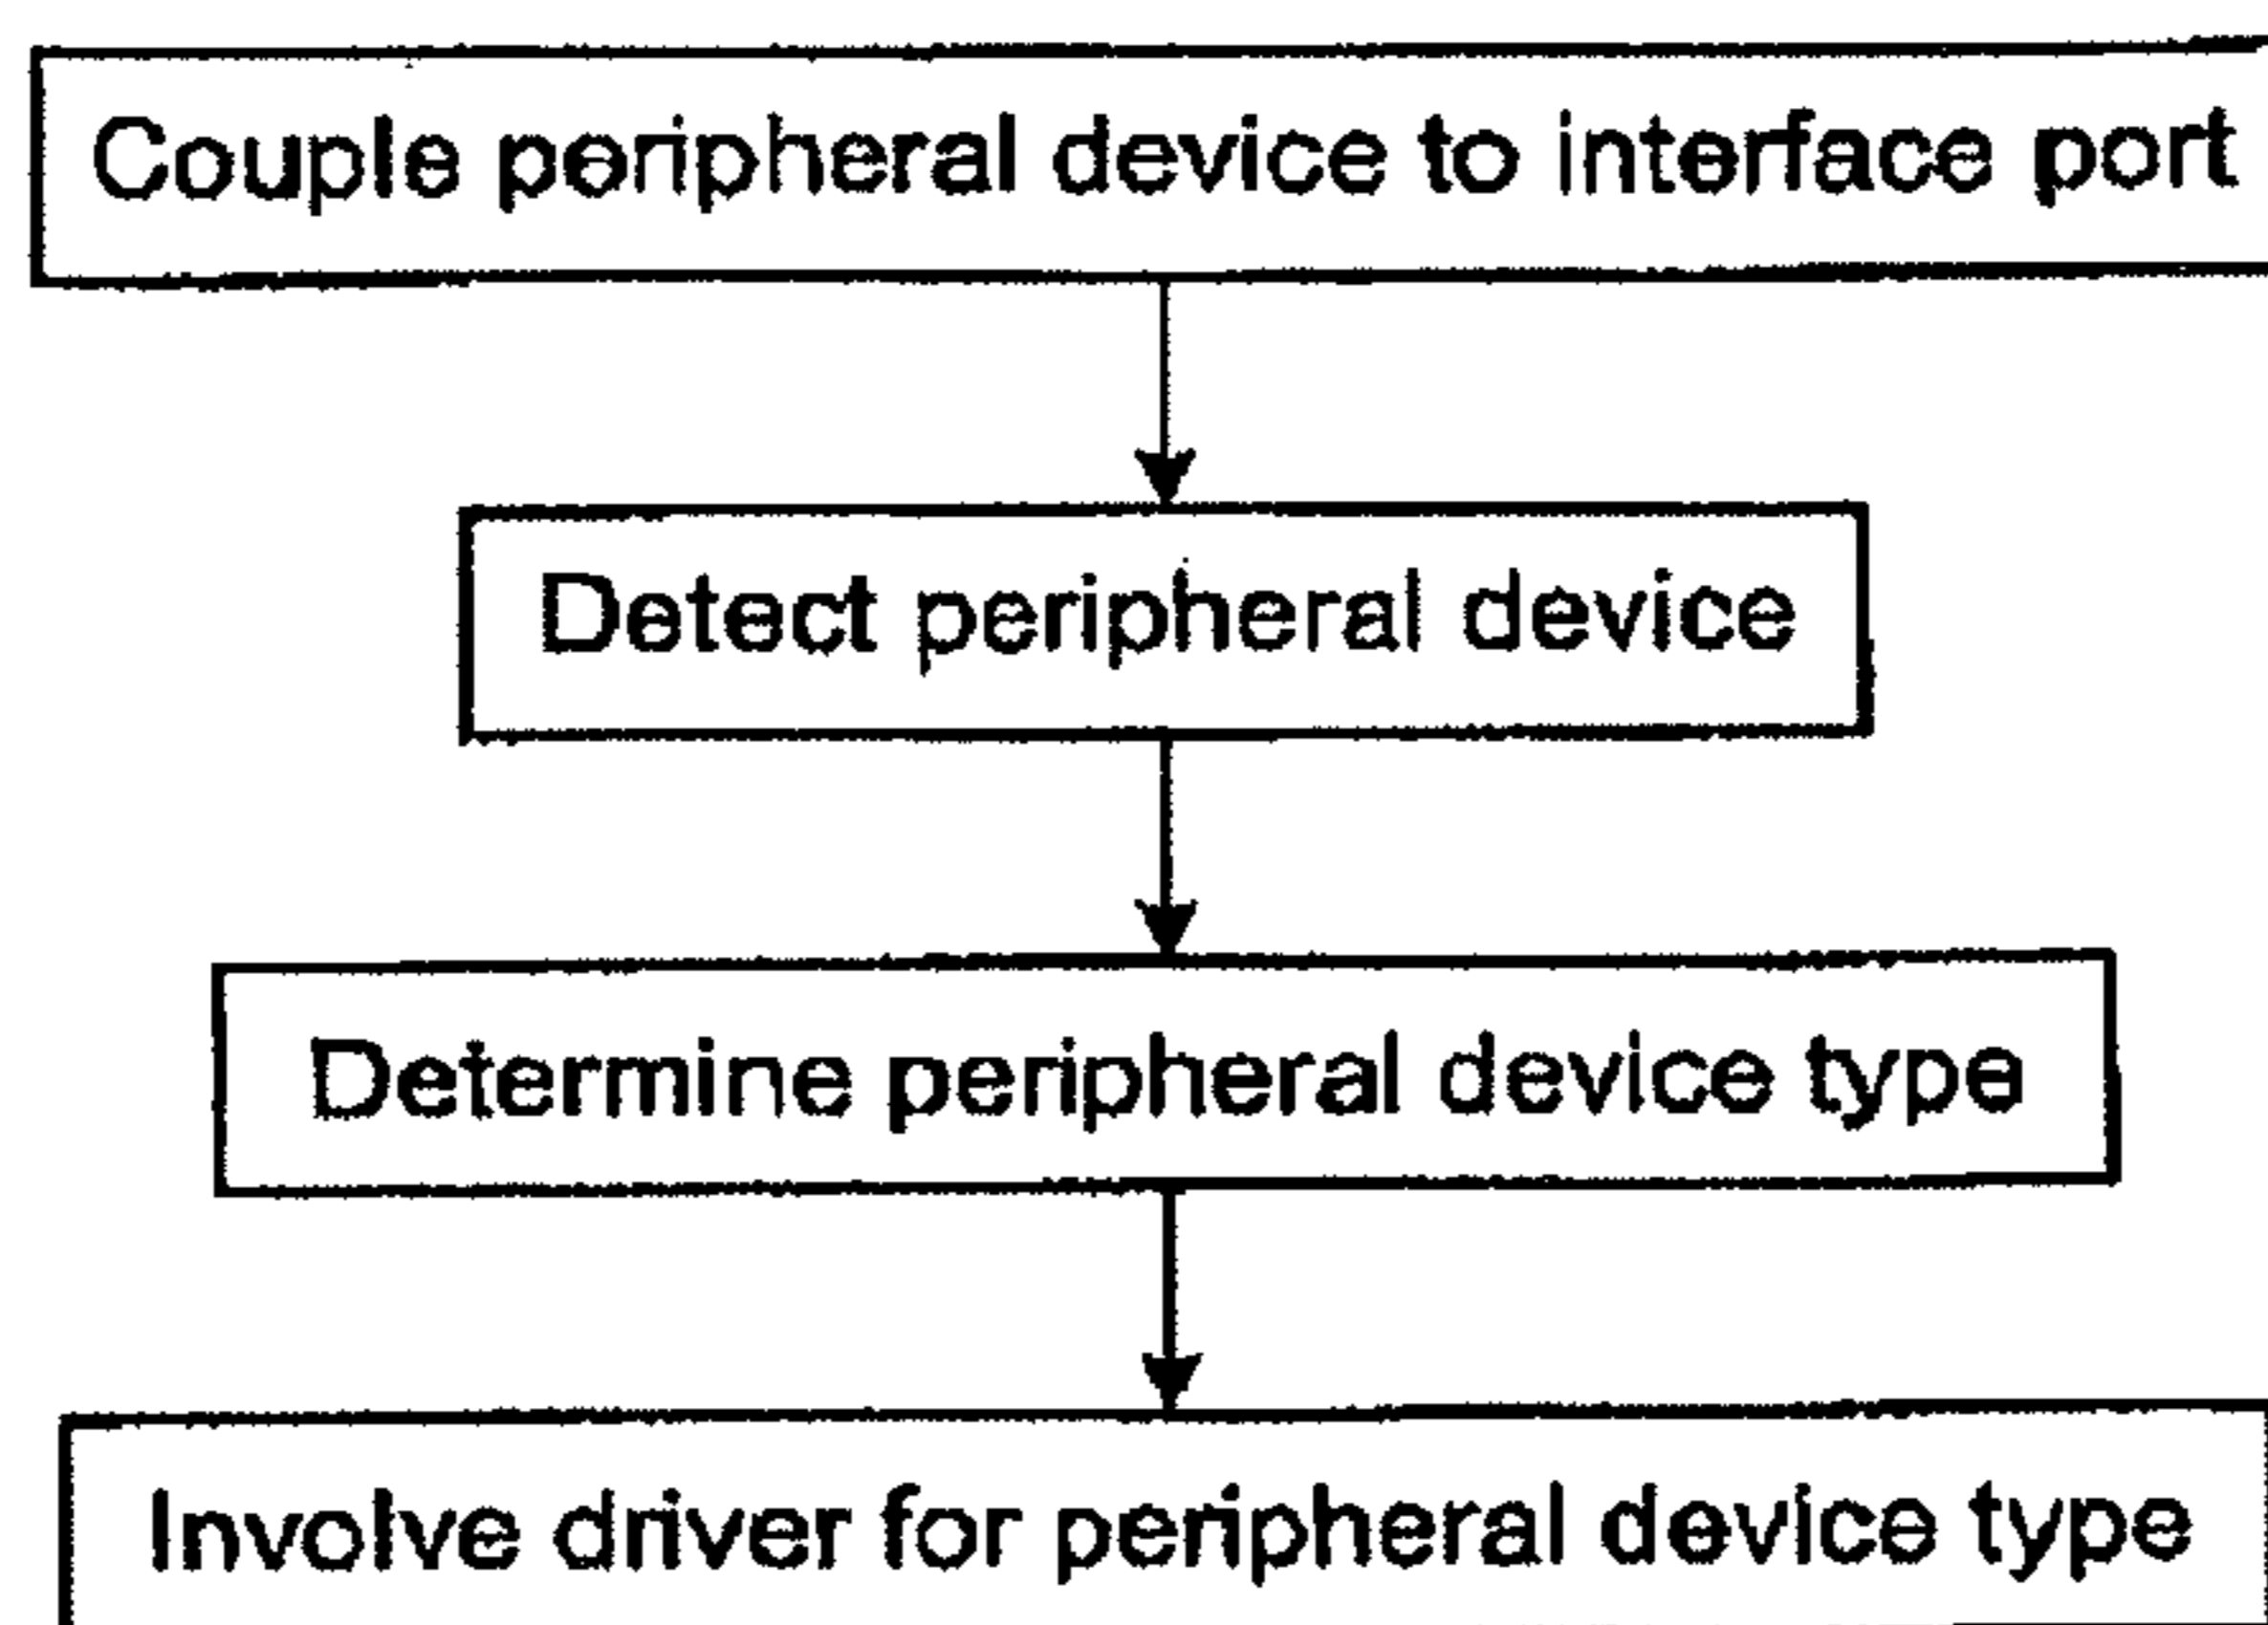 Couple peripheral device to interface port
Detect peripheral device
Determine peripheral device type
Involve driver for peripheral device type